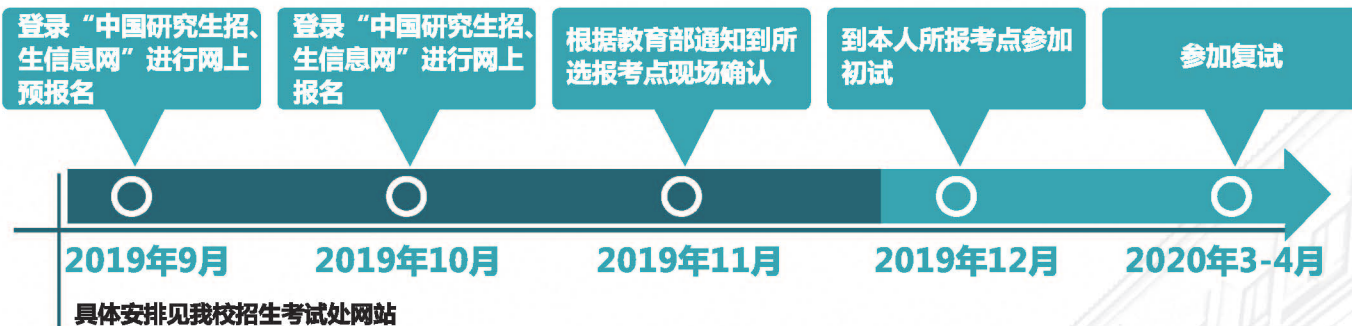 登录“中国研究生招、
生信息网”进行网上
预报名
登录“中国研究生招、
生信息网”进行网上
报名
根据教育部通知到所
选报考点现场确认
到本人所报考点参加
初试
参加复试
2019年9月
2019年10月
2019年11月
2019年12月
2020年3-4月
具体安排见我校招生考试处网站